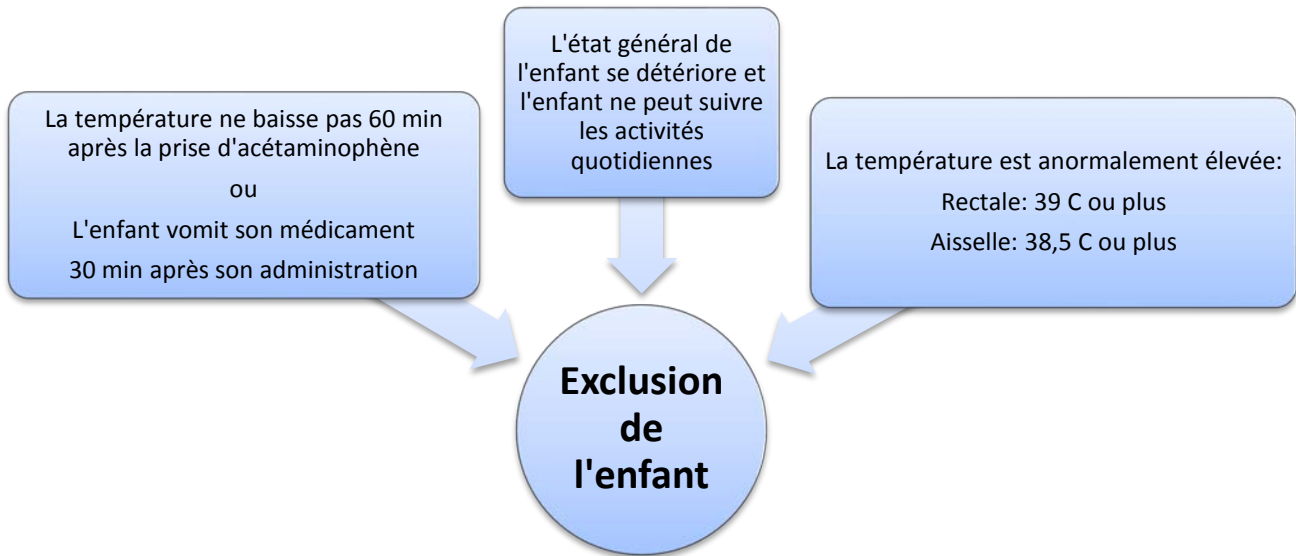 La température ne baisse pas 60 min
après la prise d'acétaminophène
ou
L'enfant vomit son médicament
30 min après son administration
L'état général de
l'enfant se détériore et
l'enfant ne peut suivre
les activités
quotidiennes
La température est anormalement élevée:
Rectale: 39 C ou plus
Aisselle: 38,5 C ou plus
Exclusion
de
l'enfant